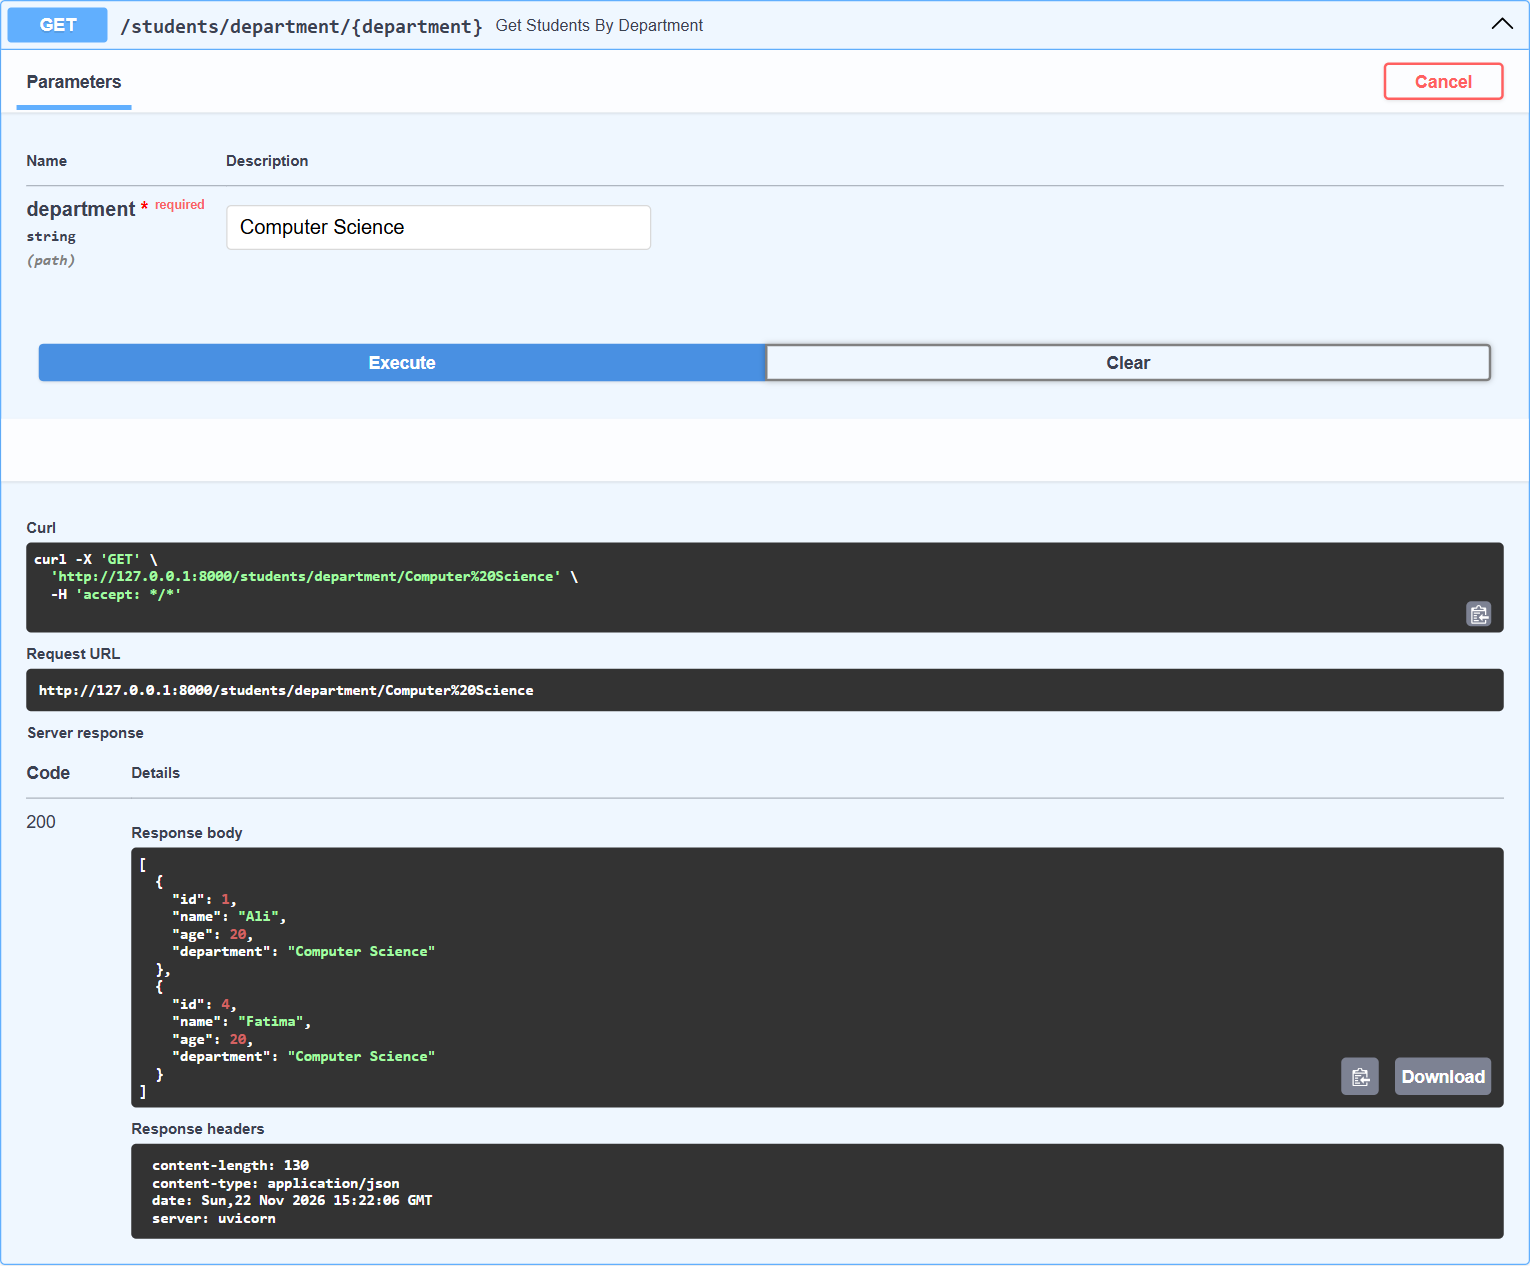 GET /students/department/{department} Get Students By Department
Parameters
Cancel
Name Description
department * required
string
(path)
Computer Science
Execute Clear
Curl
curl -X 'GET' \
  'http://127.0.0.1:8000/students/department/Computer%20Science' \
  -H 'accept: */*'
Request URL
http://127.0.0.1:8000/students/department/Computer%20Science
Server response
Code Details
200
Response body
[
  {
    "id": 1,
    "name": "Ali",
    "age": 20,
    "department": "Computer Science"
  },
  {
    "id": 4,
    "name": "Fatima",
    "age": 20,
    "department": "Computer Science"
  }
]
Download
Response headers
content-length: 130
content-type: application/json
date: Sun,22 Nov 2026 15:22:06 GMT
server: uvicorn